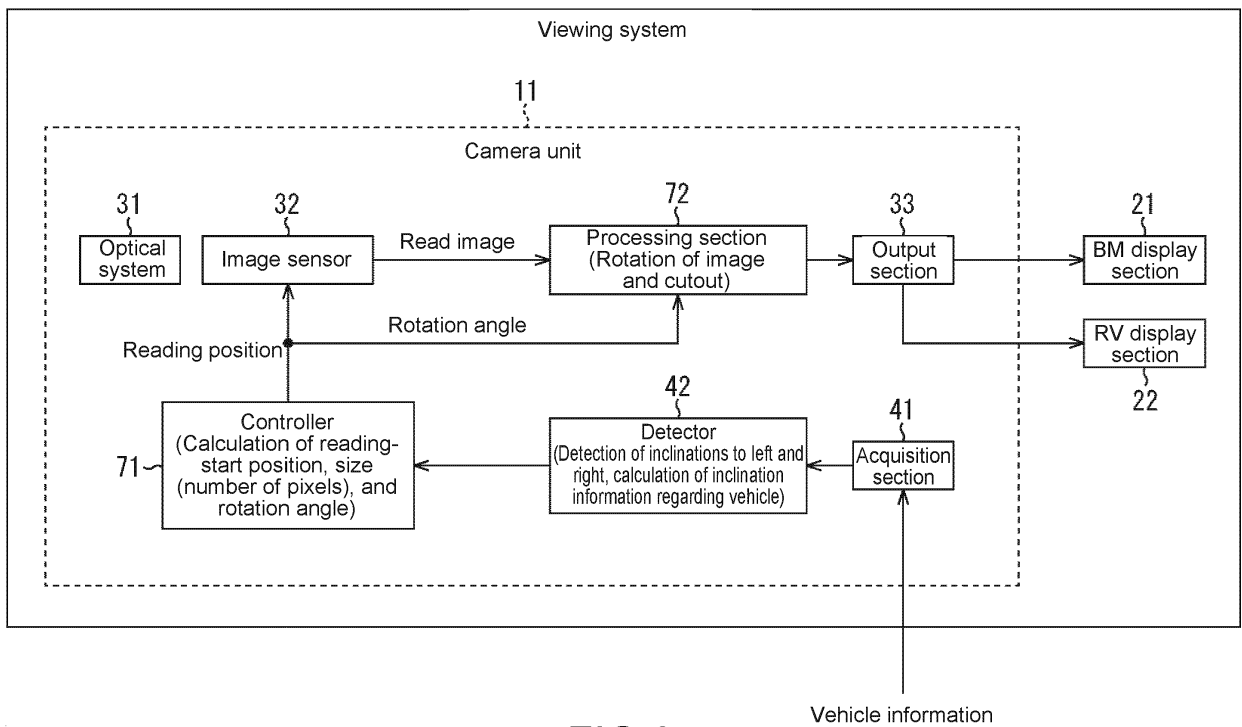 Viewing system
11
Camera unit
31
Optical
system
32
Image sensor
Read image
72
Processing section
(Rotation of image
and cutout)
33
Output
section
21
BM display
section
Rotation angle
Reading position
RV display
section
22
71
Controller
(Calculation of reading-
start position, size
(number of pixels), and
rotation angle)
42
Detector
(Detection of inclinations to left and
right, calculation of inclination
information regarding vehicle)
41
Acquisition
section
Vehicle information